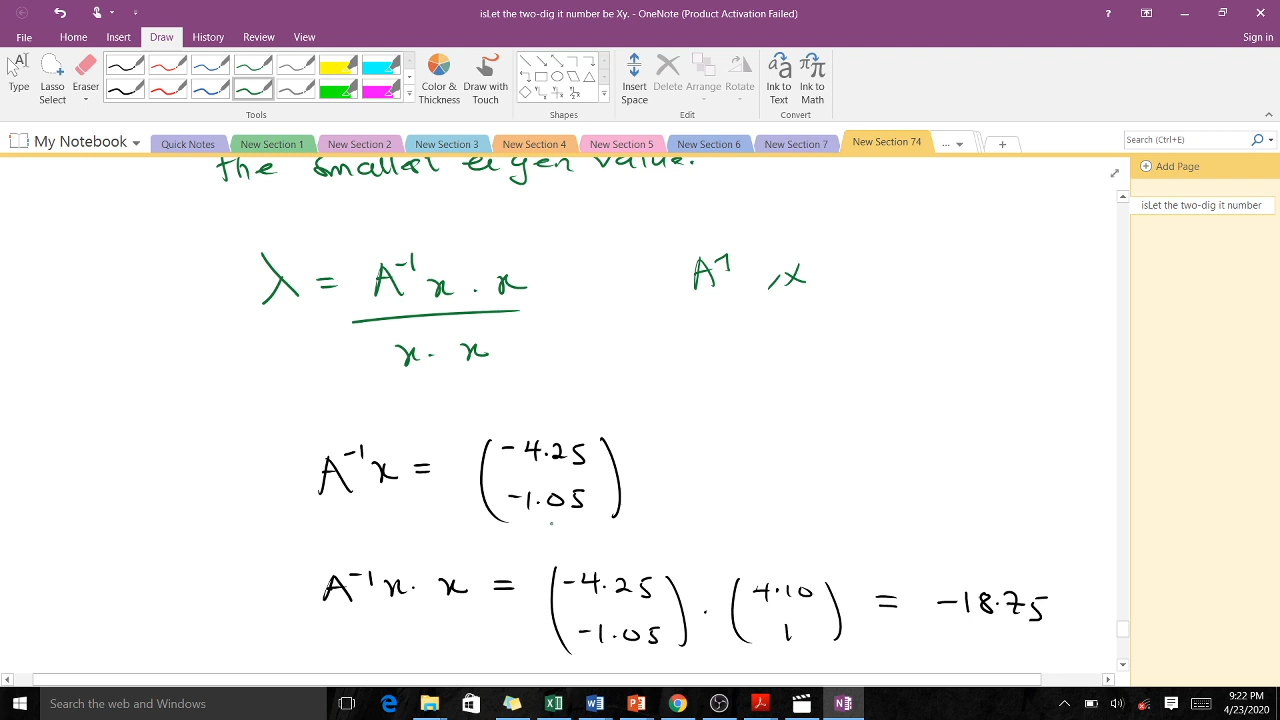 isLet the two-dig it number be Xy. - OneNote (Product Activation Failed)
File Home Insert Draw History Review View Sign in
Type Lasso Select Eraser Color & Thickness Draw with Touch Insert Space Delete Arrange Rotate Ink to Text Ink to Math
Tools Shapes Edit Convert
My Notebook Quick Notes New Section 1 New Section 2 New Section 3 New Section 4 New Section 5 New Section 6 New Section 7 New Section 74 ... Search (Ctrl+E)
Add Page
isLet the two-dig it number
the smallest eigen value.
λ = A⁻¹x . x
x . x
A⁻¹ , x
A⁻¹x = (-4.25
-1.05)
A⁻¹x . x = (-4.25
-1.05) . (4.10
1) = -18.75
Search the web and Windows
9:22 PM
4/23/2020